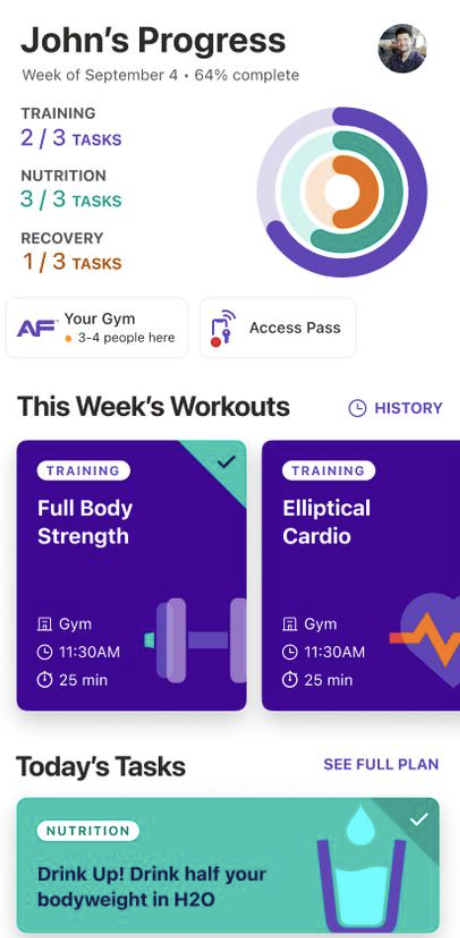 John's Progress
Week of September 4 • 64% complete
TRAINING
2 / 3 TASKS
NUTRITION
3 / 3 TASKS
RECOVERY
1 / 3 TASKS
AF
Your Gym
3-4 people here
Access Pass
This Week's Workouts
HISTORY
TRAINING
Full Body
Strength
Gym
11:30AM
25 min
TRAINING
Elliptical
Cardio
Gym
11:30AM
25 min
Today's Tasks
SEE FULL PLAN
NUTRITION
Drink Up! Drink half your
bodyweight in H2O